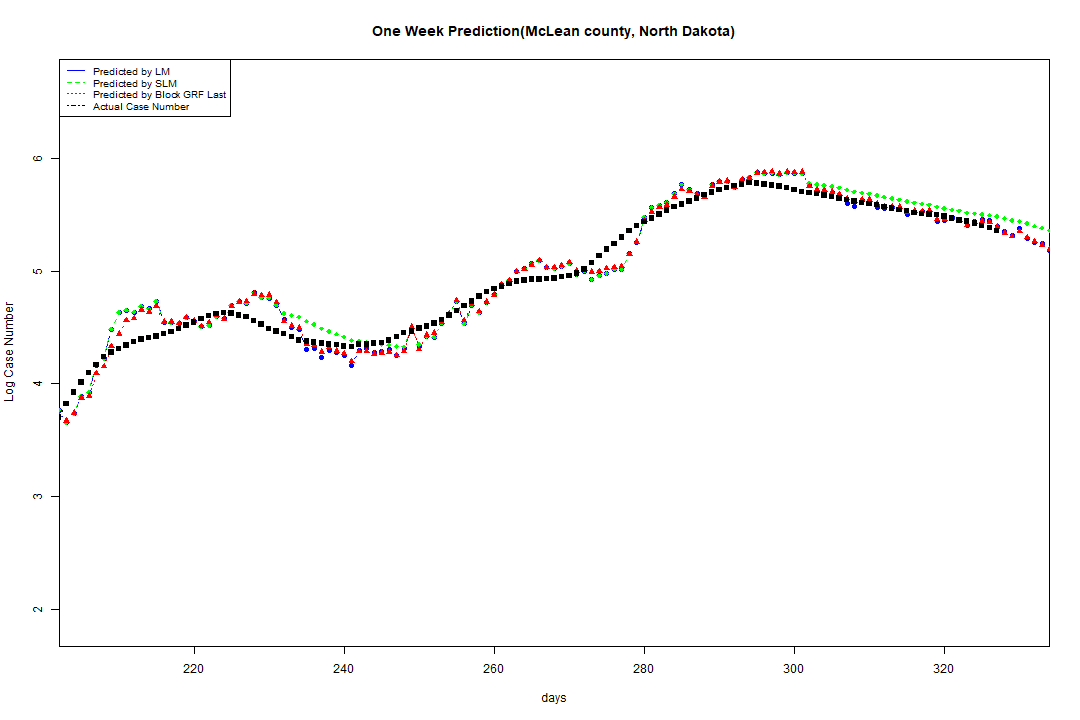 One Week Prediction(McLean county, North Dakota)
Predicted by LM
Predicted by SLM
Predicted by Block GRF Last
Actual Case Number
6
5
4
3
2
Log Case Number
220 240 260 280 300 320
days